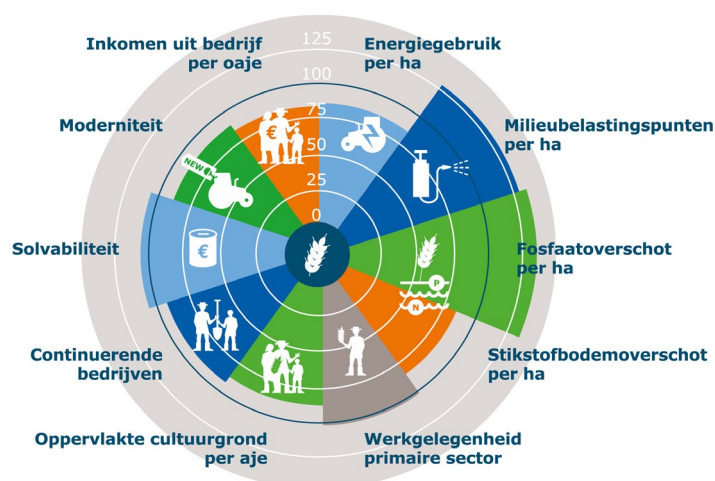 Inkomen uit bedrijf
per oaje
125
100
75
50
25
0
Energiegebruik
per ha
Moderniteit
NEW
€
Milieubelastingspunten
per ha
Solvabiliteit
€
Fosfaatoverschot
per ha
P
N
Continuerende
bedrijven
Stikstofbodemoverschot
per ha
Oppervlakte cultuurgrond
per aje
Werkgelegenheid
primaire sector